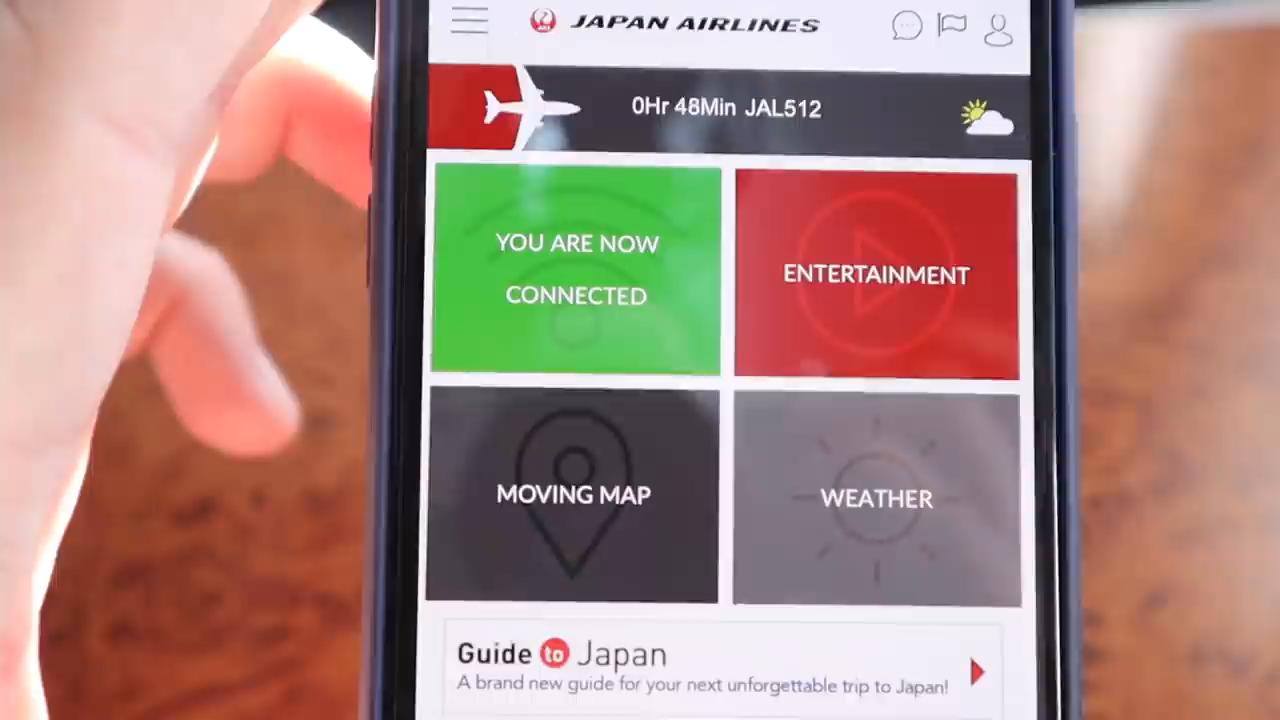 JAPAN AIRLINES
0Hr 48Min JAL512
YOU ARE NOW
CONNECTED
ENTERTAINMENT
MOVING MAP
WEATHER
Guide to Japan
A brand new guide for your next unforgettable trip to Japan!